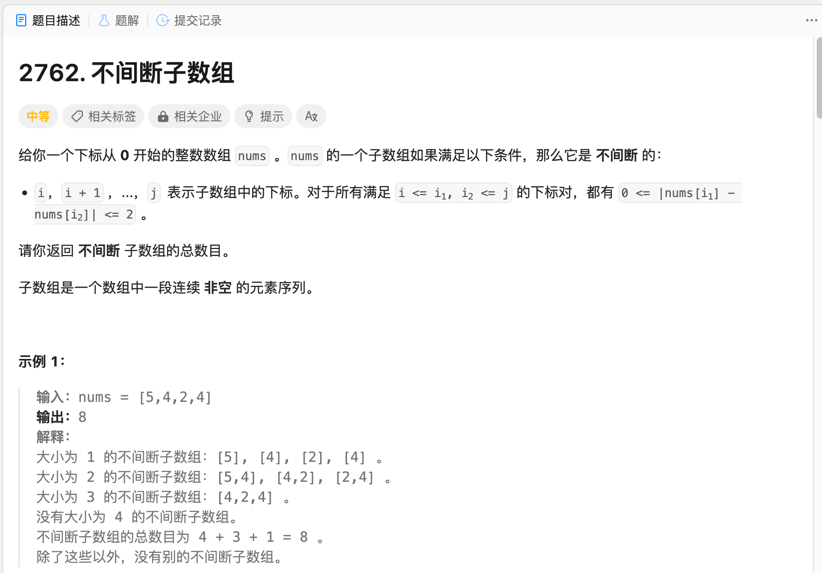 题目描述 题解 提交记录 ...
2762. 不间断子数组
中等 相关标签 相关企业 提示 Aあ
给你一个下标从 0 开始的整数数组 nums 。nums 的一个子数组如果满足以下条件，那么它是 不间断 的：
• i，i + 1 ，...，j 表示子数组中的下标。对于所有满足 i <= i₁, i₂ <= j 的下标对，都有 0 <= |nums[i₁] -
nums[i₂]| <= 2 。
请你返回 不间断 子数组的总数目。
子数组是一个数组中一段连续 非空 的元素序列。
示例 1：
输入：nums = [5,4,2,4]
输出：8
解释：
大小为 1 的不间断子数组：[5], [4], [2], [4] 。
大小为 2 的不间断子数组：[5,4], [4,2], [2,4] 。
大小为 3 的不间断子数组：[4,2,4] 。
没有大小为 4 的不间断子数组。
不间断子数组的总数目为 4 + 3 + 1 = 8 。
除了这些以外，没有别的不间断子数组。